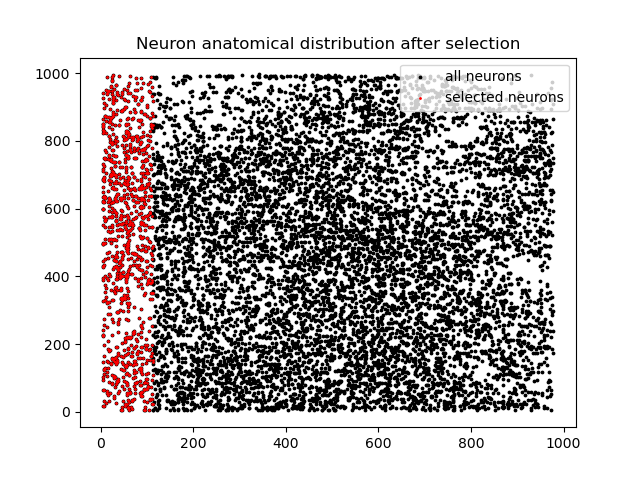 Neuron anatomical distribution after selection
all neurons
selected neurons
1000
800
600
400
200
0
0 200 400 600 800 1000